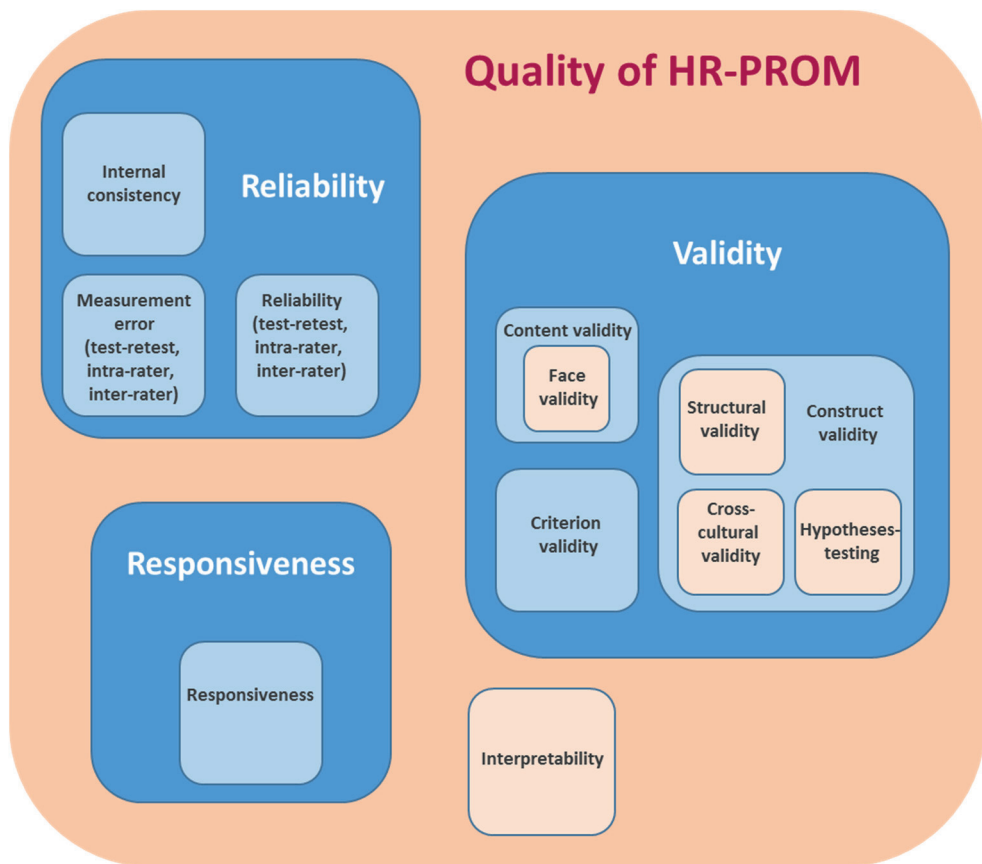 Quality of HR-PROM
Reliability
Internal
consistency
Measurement
error
(test-retest,
intra-rater,
inter-rater)
Reliability
(test-retest,
intra-rater,
inter-rater)
Validity
Content validity
Face
validity
Criterion
validity
Construct
validity
Structural
validity
Cross-
cultural
validity
Hypotheses-
testing
Responsiveness
Responsiveness
Interpretability